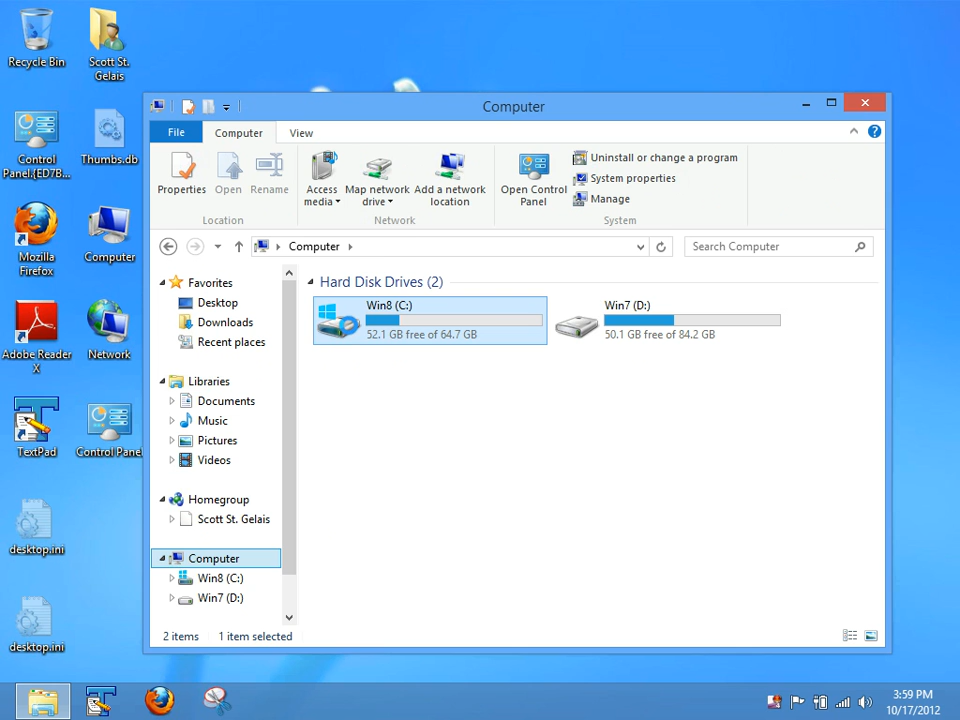 Recycle Bin
Scott St.
Gelais
Control
Panel.{ED7B...
Thumbs.db
Mozilla
Firefox
Computer
Adobe Reader
X
Network
TextPad
Control Panel
desktop.ini
desktop.ini
Computer
File
Computer
View
Properties
Open
Rename
Location
Access
media
Map network
drive
Add a network
location
Network
Open Control
Panel
Uninstall or change a program
System properties
Manage
System
Computer
Search Computer
Favorites
Desktop
Downloads
Recent places
Libraries
Documents
Music
Pictures
Videos
Homegroup
Scott St. Gelais
Computer
Win8 (C:)
Win7 (D:)
Hard Disk Drives (2)
Win8 (C:)
52.1 GB free of 64.7 GB
Win7 (D:)
50.1 GB free of 84.2 GB
2 items
1 item selected
3:59 PM
10/17/2012